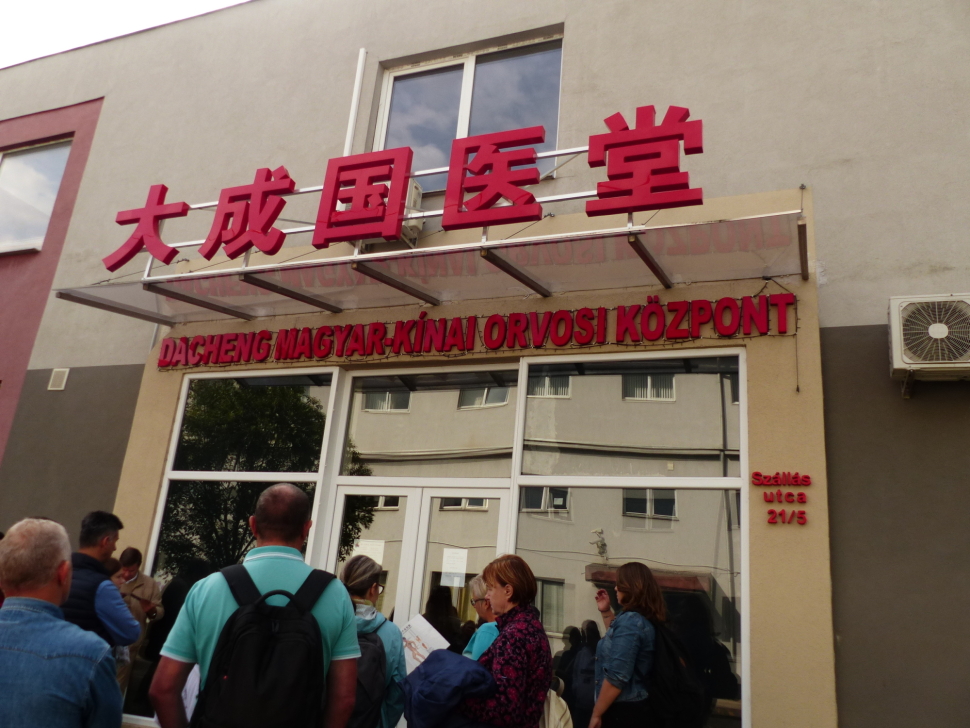 大成国医堂
DACHENG MAGYAR-KÍNAI ORVOSI KÖZPONT
Szállás
utca
21/5